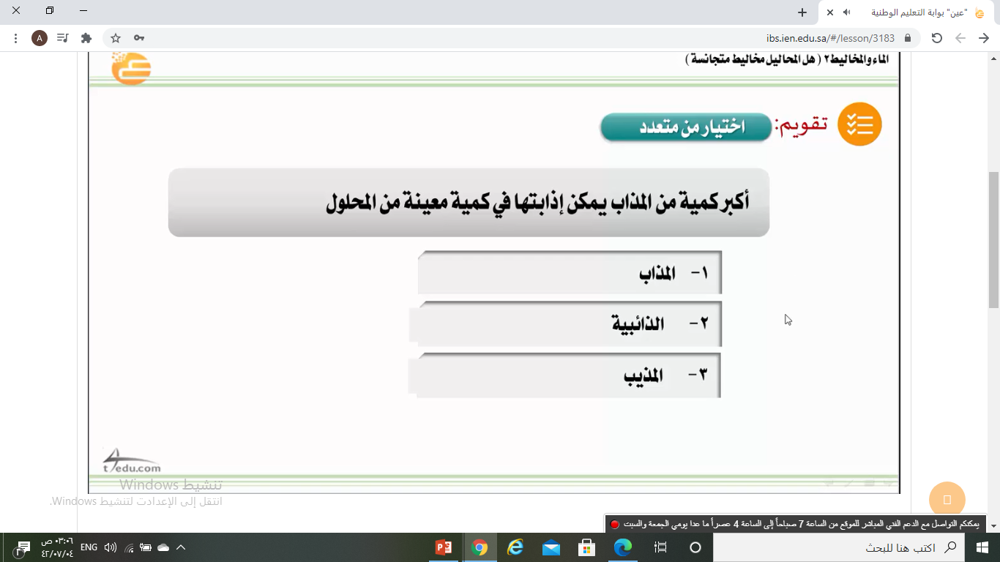 "عين" بوابة التعليم الوطنية
ibs.ien.edu.sa/#/lesson/3183
A
الماء والمخاليط٢ ( هل المحاليل مخاليط متجانسة )
تقويم:
اختيار من متعدد
أكبر كمية من المذاب يمكن إذابتها في كمية معينة من المحلول
١- المذاب
٢- الذائبية
٣- المذيب
t4edu.com
تنشيط Windows
انتقل إلى الإعدادت لتنشيط Windows.
يمكنكم التواصل مع الدعم الفني المباشر للموقع من الساعة 7 صباحاً إلى الساعة 4 عصراً ما عدا يومي الجمعة والسبت
اكتب هنا للبحث
ENG
٠٣:٠٦ ص
٤٢/٠٧/٠٤